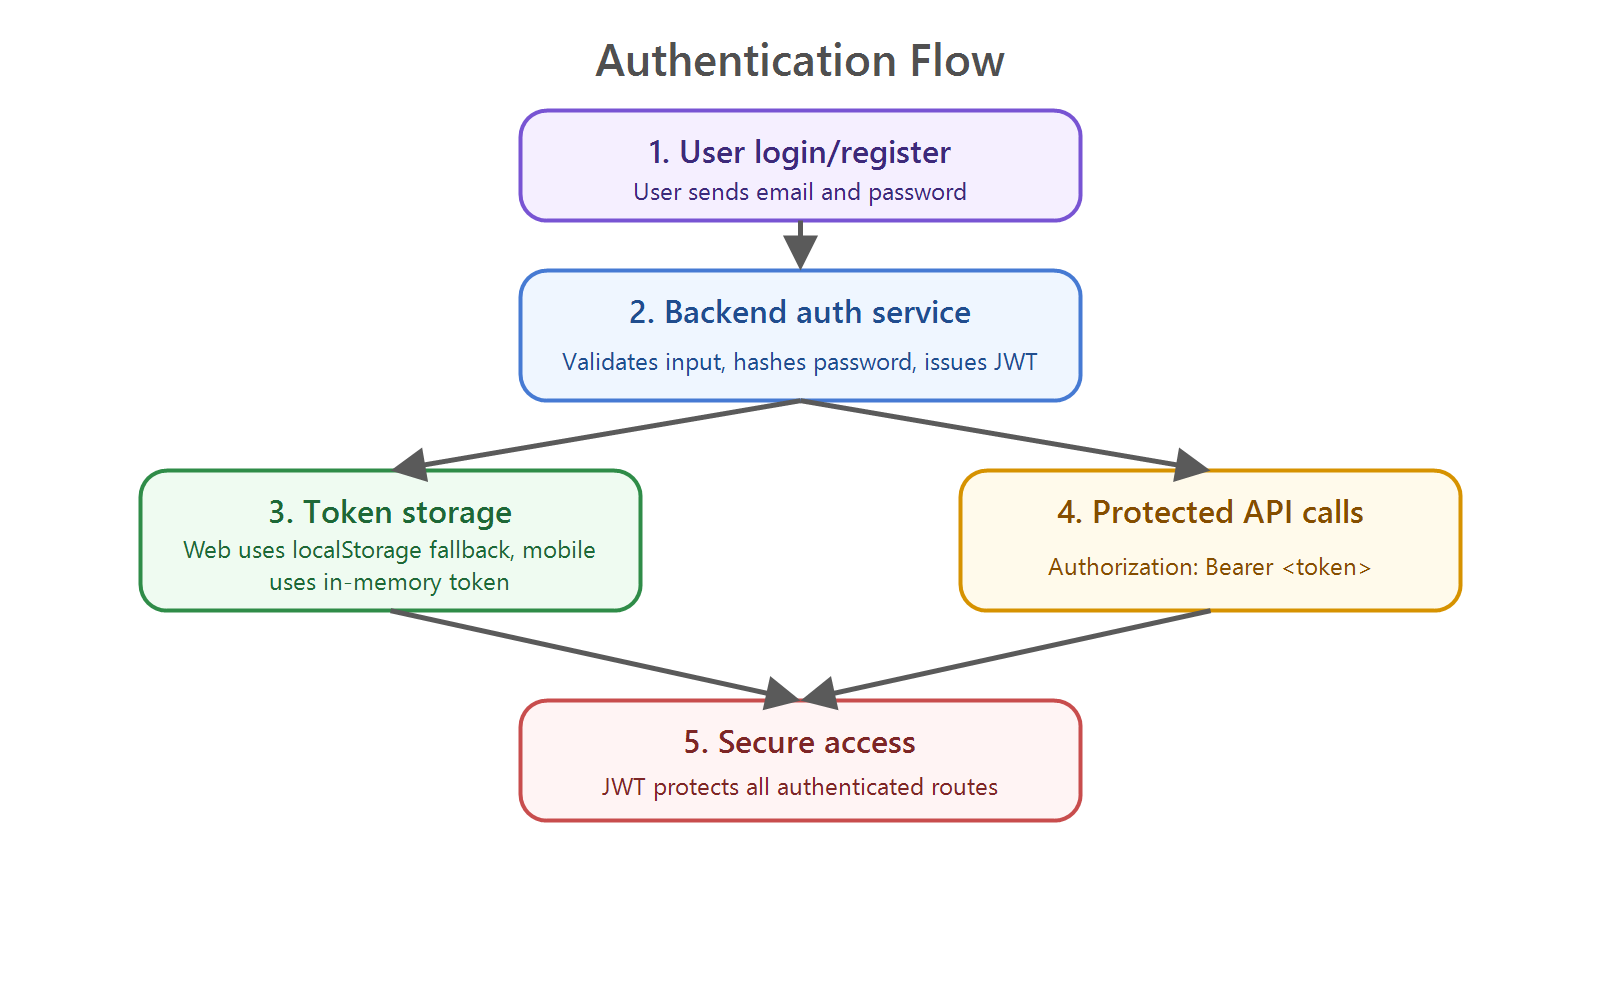 Authentication Flow
1. User login/register
User sends email and password
2. Backend auth service
Validates input, hashes password, issues JWT
3. Token storage
Web uses localStorage fallback, mobile
uses in-memory token
4. Protected API calls
Authorization: Bearer <token>
5. Secure access
JWT protects all authenticated routes